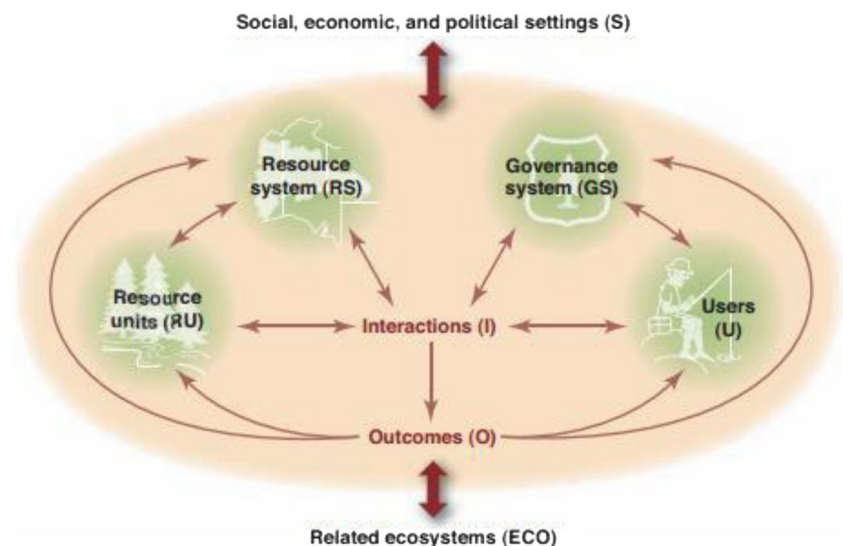 Social, economic, and political settings (S)
Resource
system (RS)
Governance
system (GS)
Resource
units (RU)
Interactions (I)
Users
(U)
Outcomes (O)
Related ecosystems (ECO)